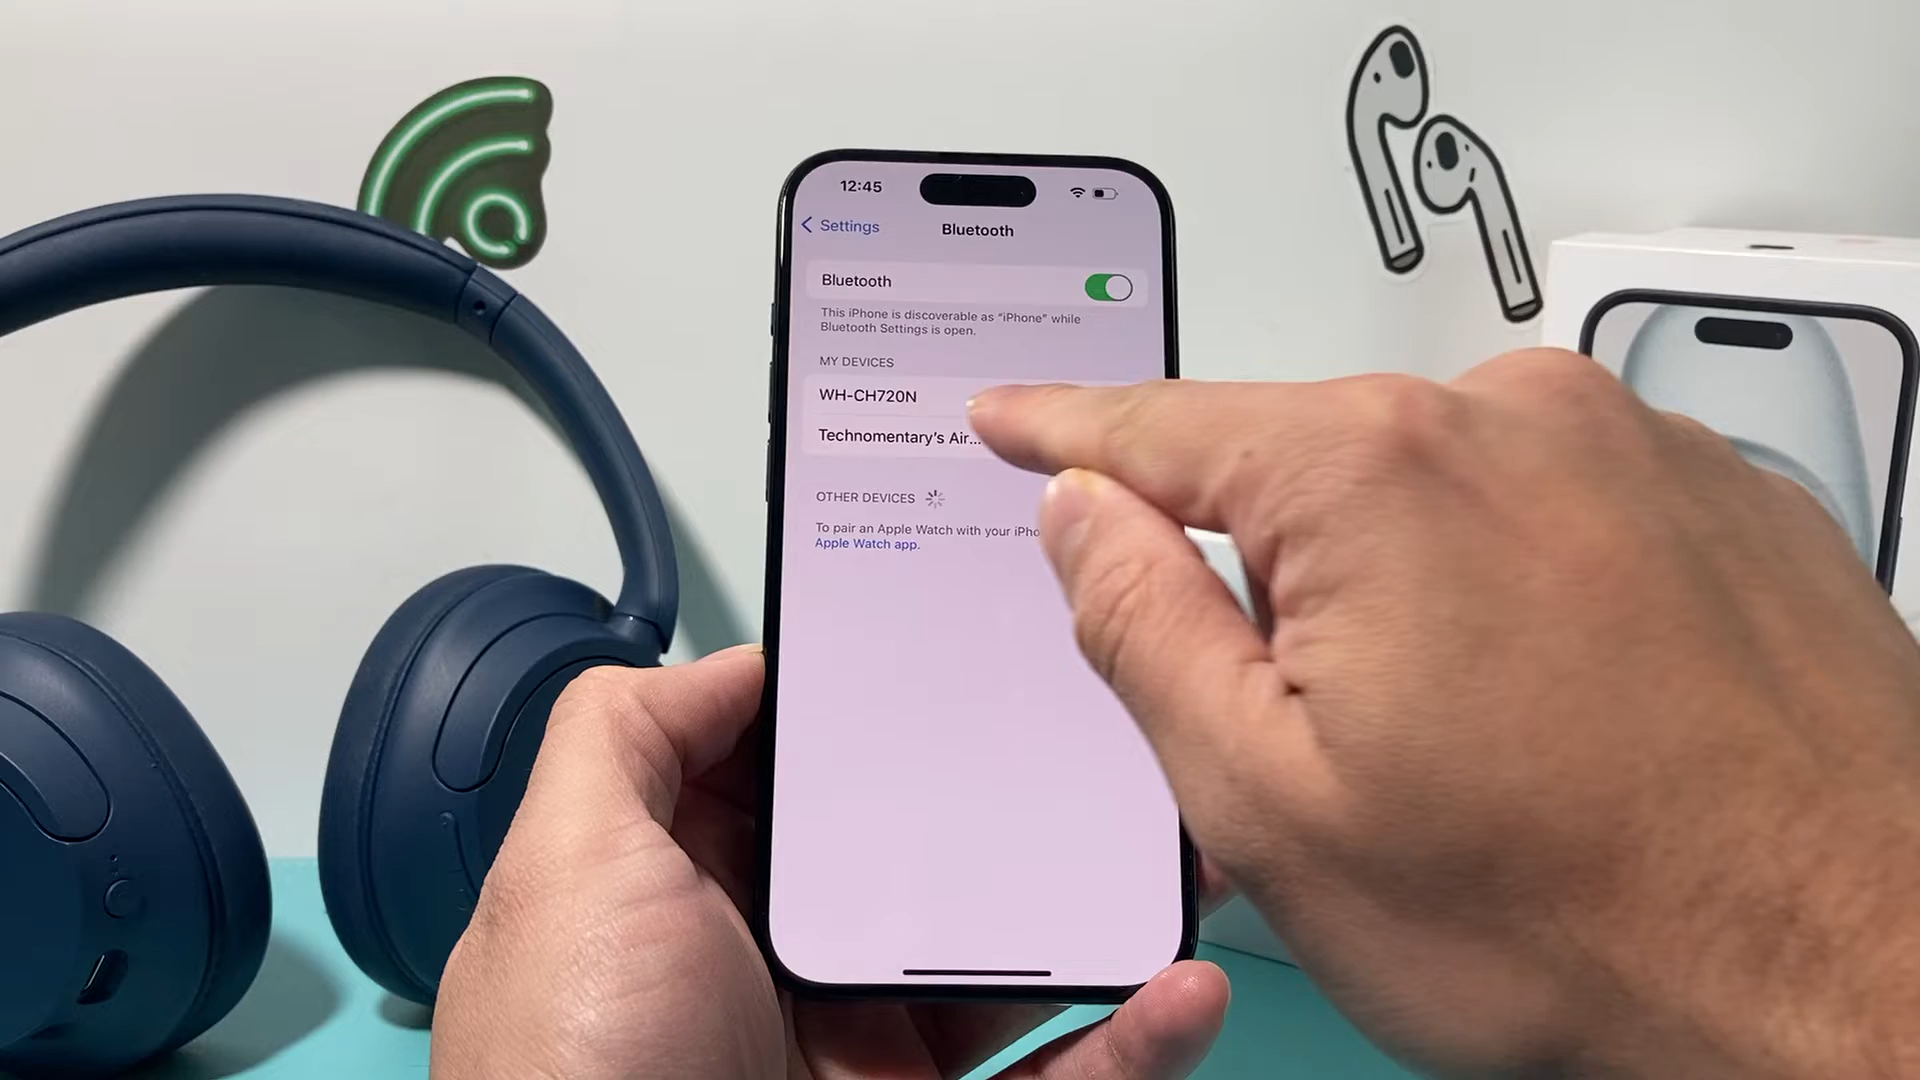 12:45
Settings
Bluetooth
Bluetooth
This iPhone is discoverable as “iPhone” while
Bluetooth Settings is open.
MY DEVICES
WH-CH720N
Technomentary’s Air...
OTHER DEVICES
To pair an Apple Watch with your
Apple Watch app.